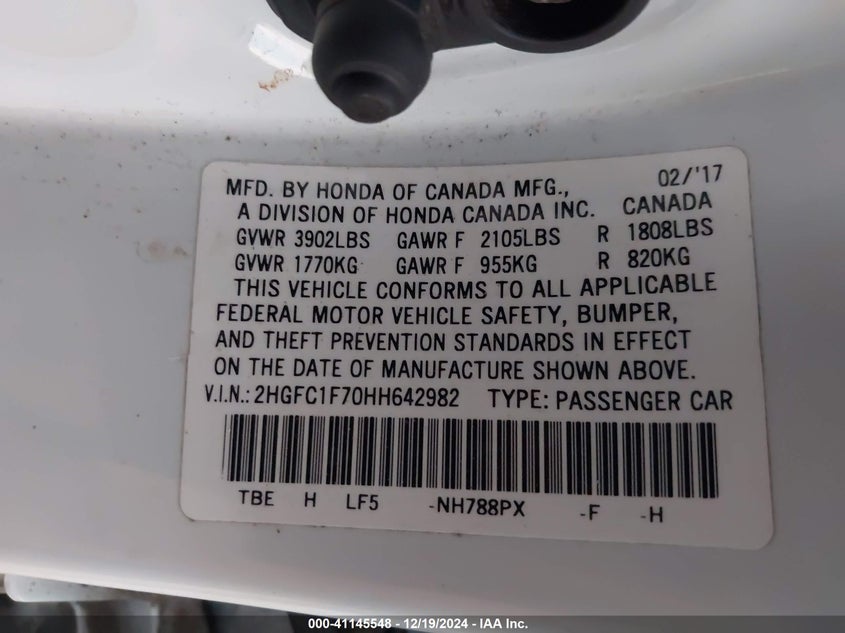 MFD. BY HONDA OF CANADA MFG., 02/'17
A DIVISION OF HONDA CANADA INC. CANADA
GVWR 3902LBS GAWR F 2105LBS R 1808LBS
GVWR 1770KG GAWR F 955KG R 820KG
THIS VEHICLE CONFORMS TO ALL APPLICABLE
FEDERAL MOTOR VEHICLE SAFETY, BUMPER,
AND THEFT PREVENTION STANDARDS IN EFFECT
ON THE DATE OF MANUFACTURE SHOWN ABOVE.
V.I.N.: 2HGFC1F70HH642982 TYPE: PASSENGER CAR
TBE H LF5 -NH788PX -F -H
000-41145548 - 12/19/2024 - IAA Inc.